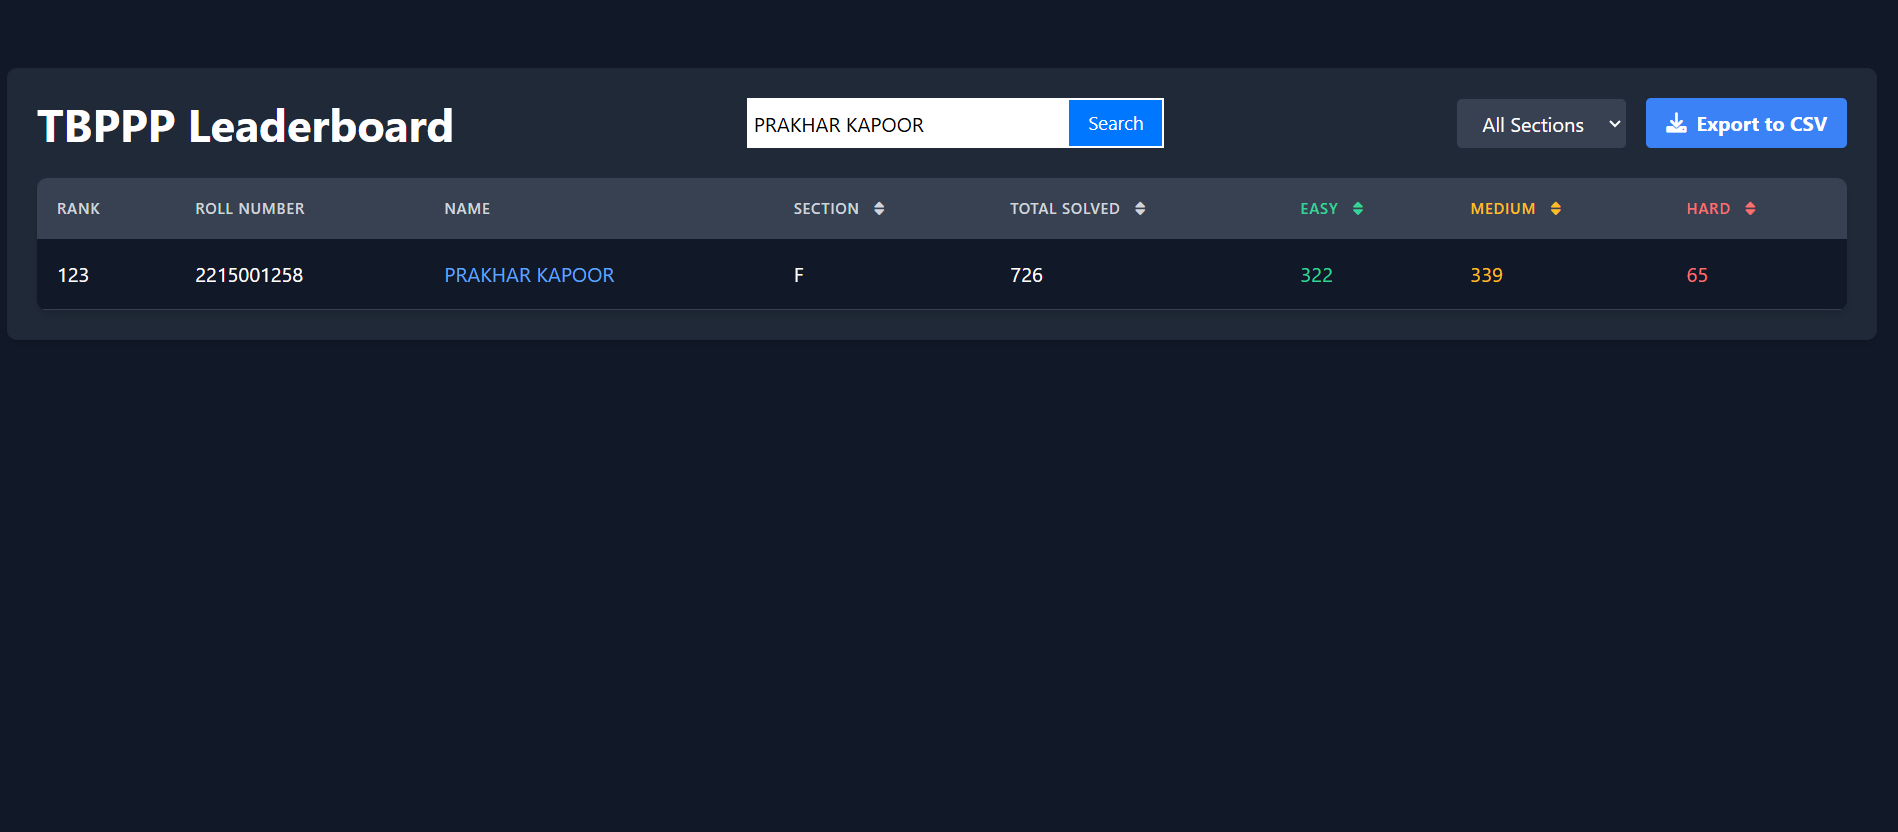 TBPPP Leaderboard
PRAKHAR KAPOOR
Search
All Sections
Export to CSV
RANK ROLL NUMBER NAME SECTION TOTAL SOLVED EASY MEDIUM HARD
123 2215001258 PRAKHAR KAPOOR F 726 322 339 65